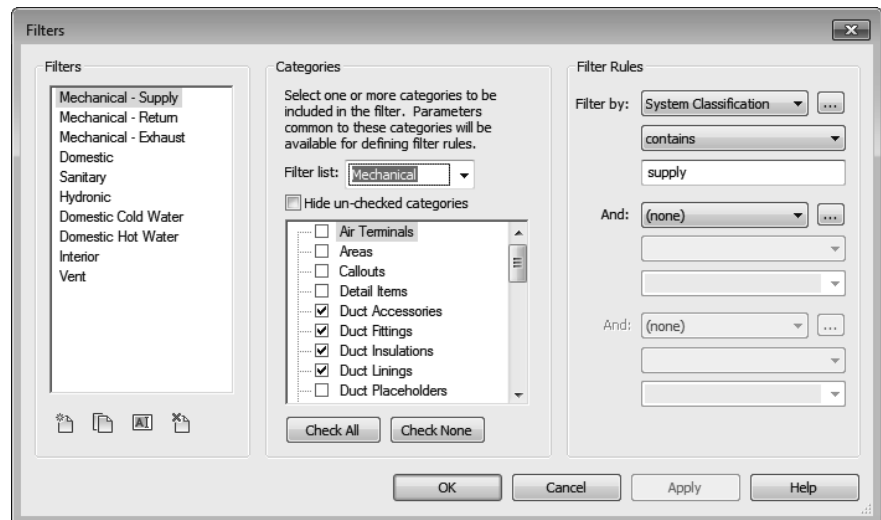 Filters
Filters
Mechanical - Supply
Mechanical - Return
Mechanical - Exhaust
Domestic
Sanitary
Hydronic
Domestic Cold Water
Domestic Hot Water
Interior
Vent
AI
Categories
Select one or more categories to be
included in the filter. Parameters
common to these categories will be
available for defining filter rules.
Filter list: Mechanical
Hide un-checked categories
Air Terminals
Areas
Callouts
Detail Items
Duct Accessories
Duct Fittings
Duct Insulations
Duct Linings
Duct Placeholders
Check All Check None
Filter Rules
Filter by: System Classification ...
contains
supply
And: (none) ...
And: (none) ...
OK Cancel Apply Help